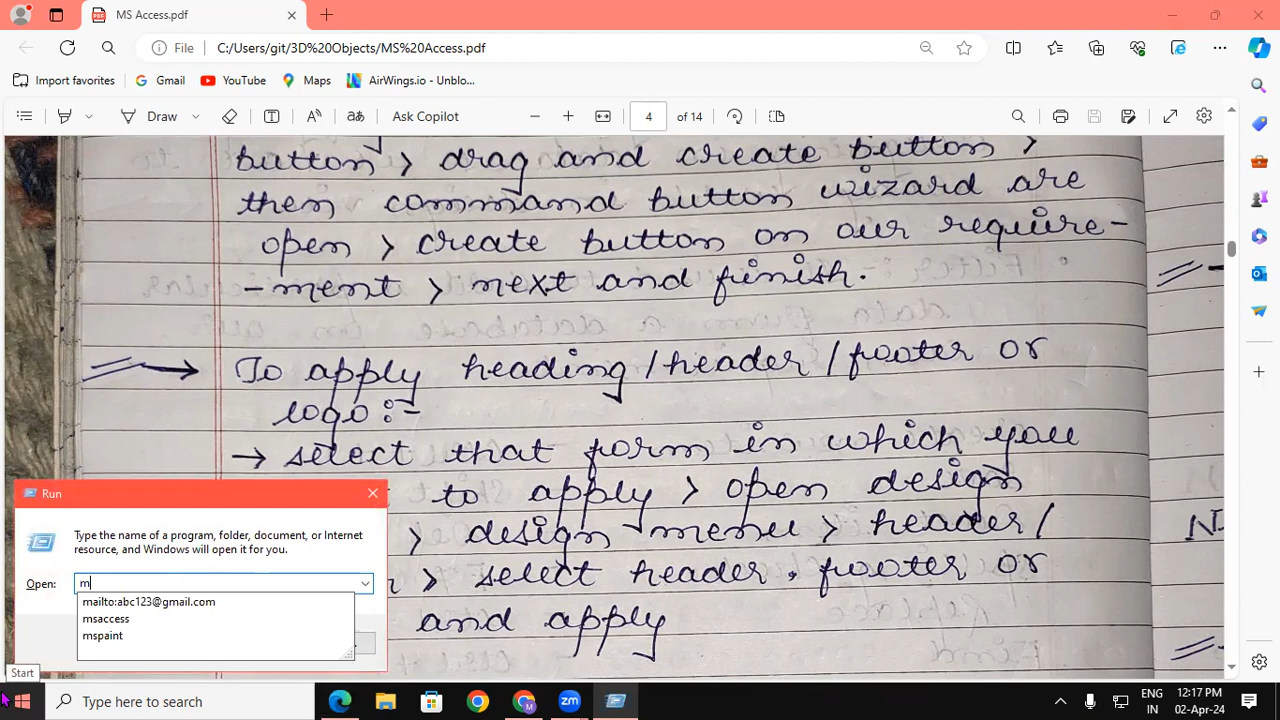 MS Access.pdf
File
C:/Users/git/3D%20Objects/MS%20Access.pdf
Import favorites
Gmail
YouTube
Maps
AirWings.io - Unblo...
Draw
Ask Copilot
4
of 14
button > drag and create button >
then command button wizard are
open > create button on our require-
-ment > next and finish.
To apply heading/header/footer or
logo :-
→ select that form in which you
to apply > open design
> design menu > header/
> select header . footer or
and apply
Run
Type the name of a program, folder, document, or Internet
resource, and Windows will open it for you.
Open:
m
mailto:abc123@gmail.com
msaccess
mspaint
Start
Type here to search
ENG
IN
12:17 PM
02-Apr-24